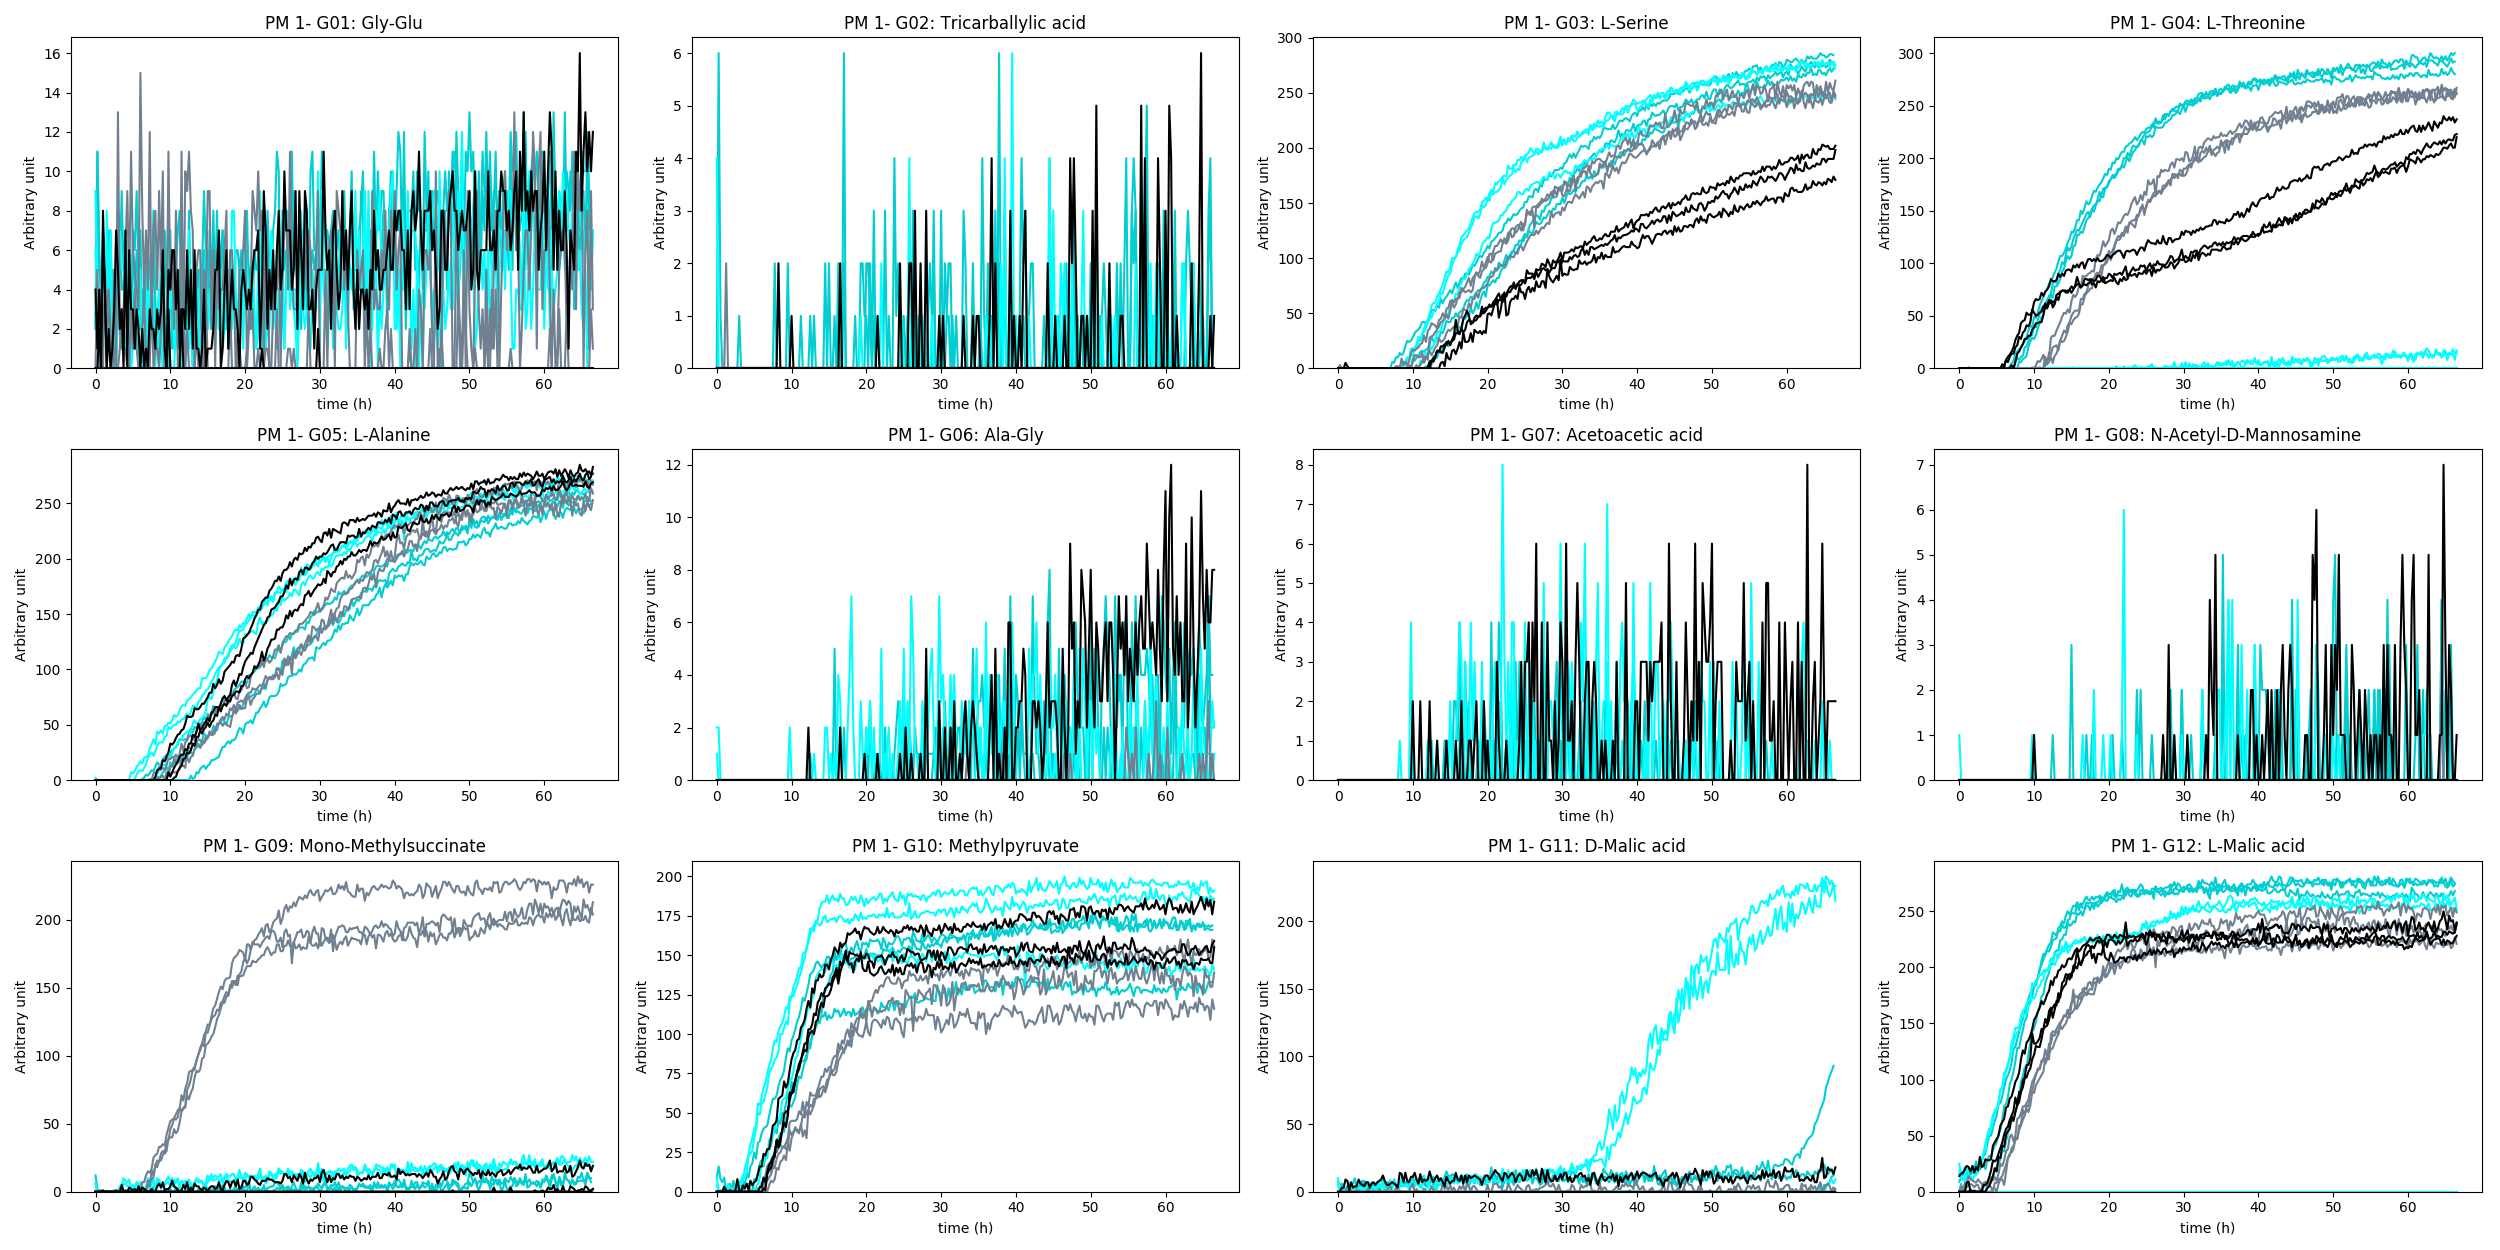 PM 1- G01: Gly-Glu
Arbitrary unit
16
14
12
10
8
6
4
2
0
0 10 20 30 40 50 60
time (h)
PM 1- G02: Tricarballylic acid
Arbitrary unit
6
5
4
3
2
1
0
0 10 20 30 40 50 60
time (h)
PM 1- G03: L-Serine
Arbitrary unit
300
250
200
150
100
50
0
0 10 20 30 40 50 60
time (h)
PM 1- G04: L-Threonine
Arbitrary unit
300
250
200
150
100
50
0
0 10 20 30 40 50 60
time (h)
PM 1- G05: L-Alanine
Arbitrary unit
250
200
150
100
50
0
0 10 20 30 40 50 60
time (h)
PM 1- G06: Ala-Gly
Arbitrary unit
12
10
8
6
4
2
0
0 10 20 30 40 50 60
time (h)
PM 1- G07: Acetoacetic acid
Arbitrary unit
8
7
6
5
4
3
2
1
0
0 10 20 30 40 50 60
time (h)
PM 1- G08: N-Acetyl-D-Mannosamine
Arbitrary unit
7
6
5
4
3
2
1
0
0 10 20 30 40 50 60
time (h)
PM 1- G09: Mono-Methylsuccinate
Arbitrary unit
200
150
100
50
0
0 10 20 30 40 50 60
time (h)
PM 1- G10: Methylpyruvate
Arbitrary unit
200
175
150
125
100
75
50
25
0
0 10 20 30 40 50 60
time (h)
PM 1- G11: D-Malic acid
Arbitrary unit
200
150
100
50
0
0 10 20 30 40 50 60
time (h)
PM 1- G12: L-Malic acid
Arbitrary unit
250
200
150
100
50
0
0 10 20 30 40 50 60
time (h)